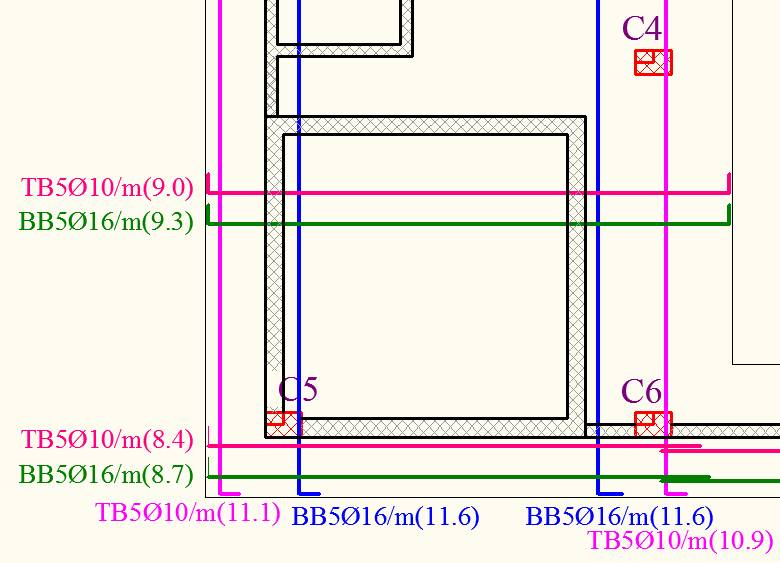 C4
TB5Ø10/m(9.0)
BB5Ø16/m(9.3)
C5
C6
TB5Ø10/m(8.4)
BB5Ø16/m(8.7)
TB5Ø10/m(11.1)
BB5Ø16/m(11.6)
BB5Ø16/m(11.6)
TB5Ø10/m(10.9)